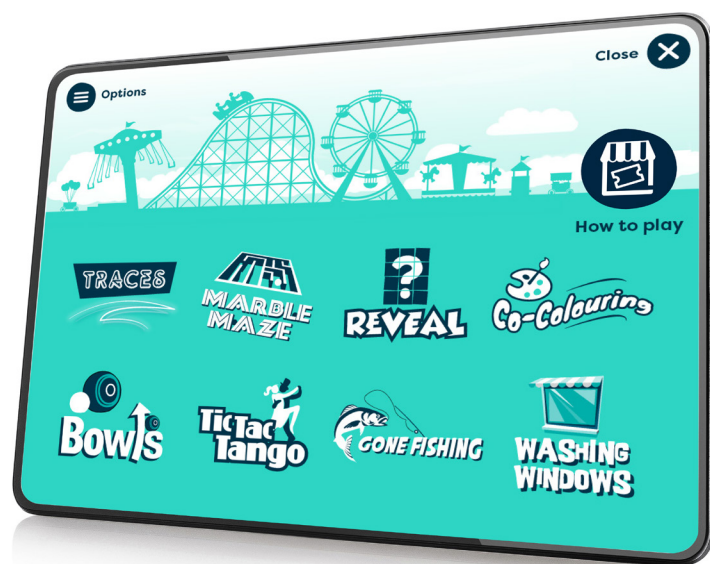 Options
Close
How to play
TRACES
MARBLE
MAZE
?
REVEAL
Co-Colouring
Bowls
Tic Tac
Tango
GONE FISHING
WASHING
WINDOWS